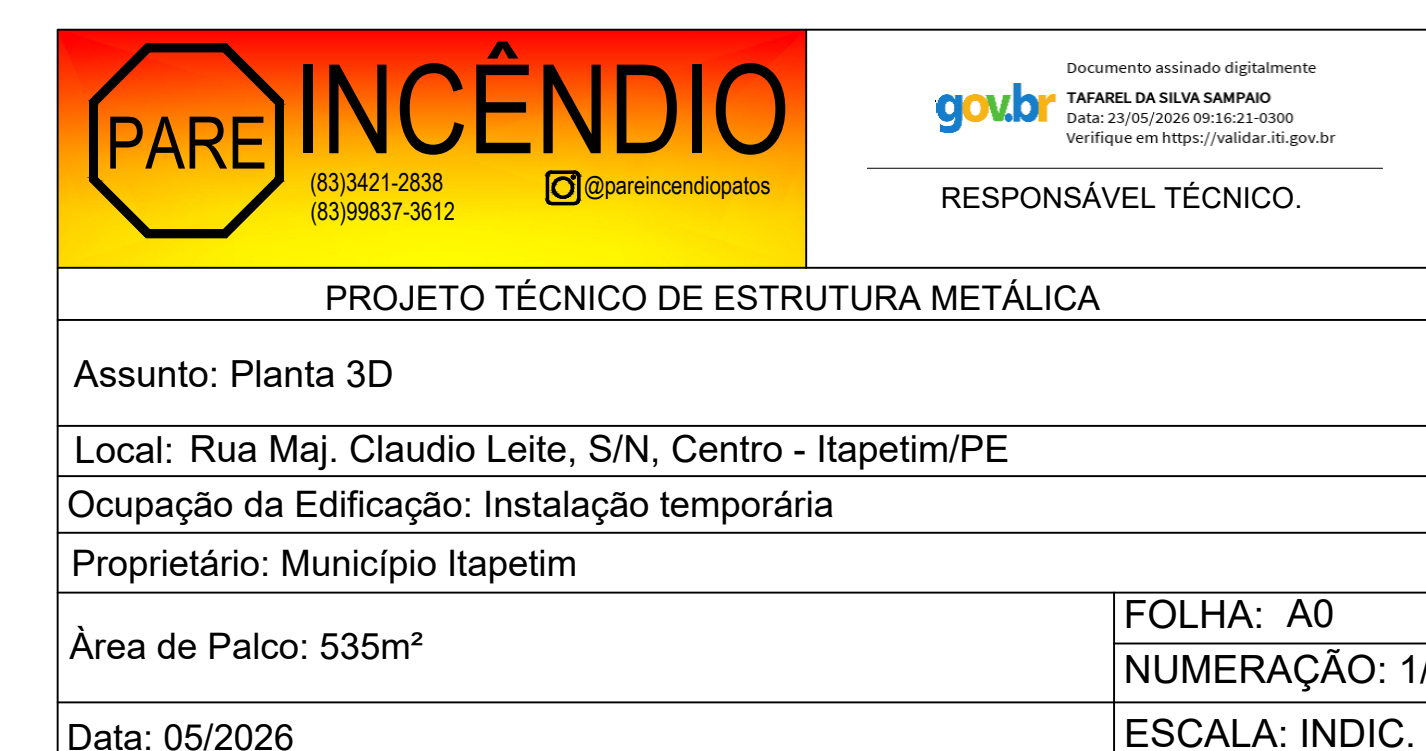 PARE
INCÊNDIO
(83)3421-2838
(83)99837-3612
@pareincendiopatos
gov.br
Documento assinado digitalmente
TAFAREL DA SILVA SAMPAIO
Data: 23/05/2026 09:16:21-0300
Verifique em https://validar.iti.gov.br
RESPONSÁVEL TÉCNICO.
PROJETO TÉCNICO DE ESTRUTURA METÁLICA
Assunto: Planta 3D
Local: Rua Maj. Claudio Leite, S/N, Centro - Itapetim/PE
Ocupação da Edificação: Instalação temporária
Proprietário: Município Itapetim
Àrea de Palco: 535m²
FOLHA: A0
NUMERAÇÃO: 1/
Data: 05/2026
ESCALA: INDIC.